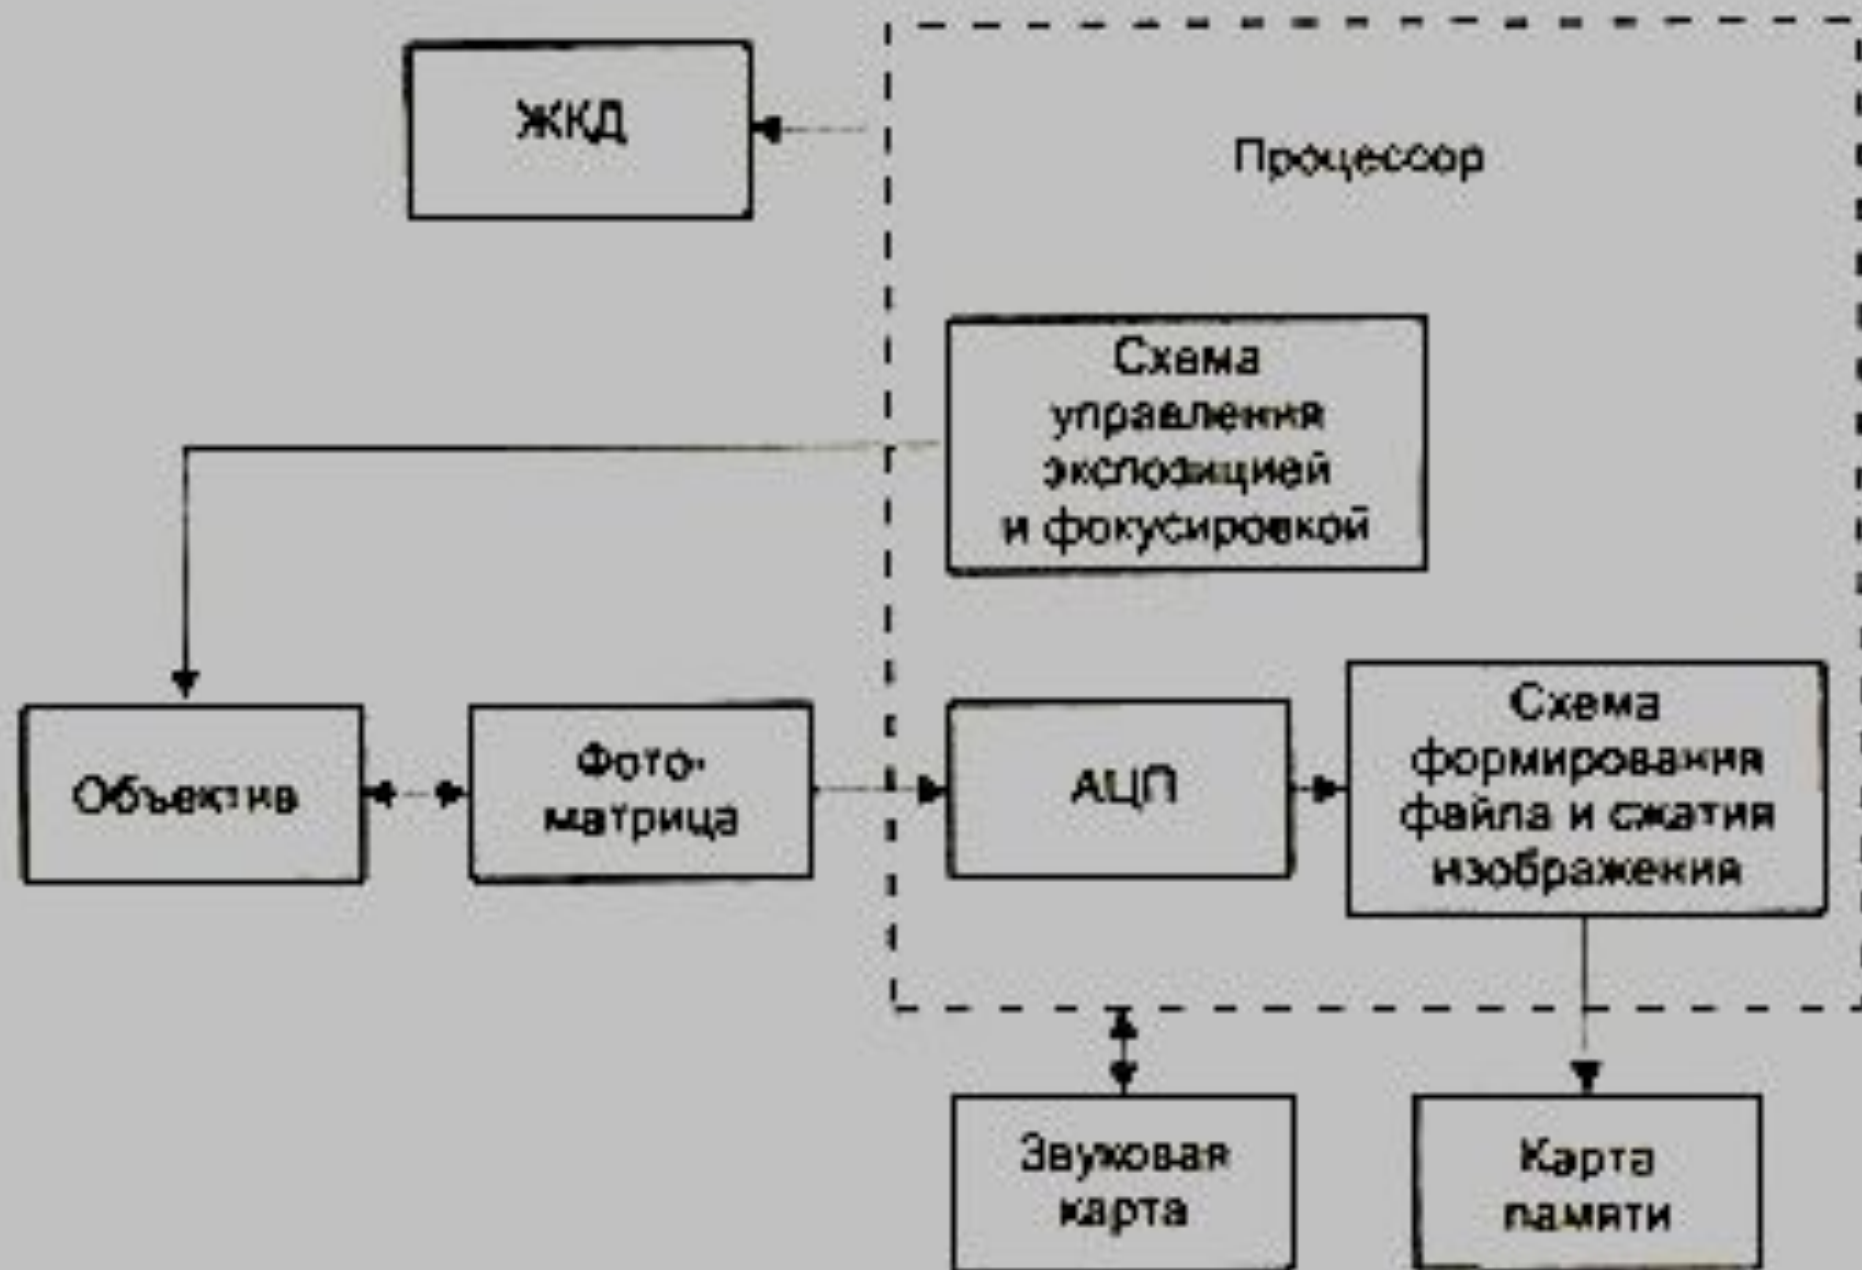 ЖКД
Процессор
Схема
управления
экспозицией
и фокусировкой
Объектив
Фото-
матрица
АЦП
Схема
формирования
файла и сжатия
изображения
Звуковая
карта
Карта
памяти